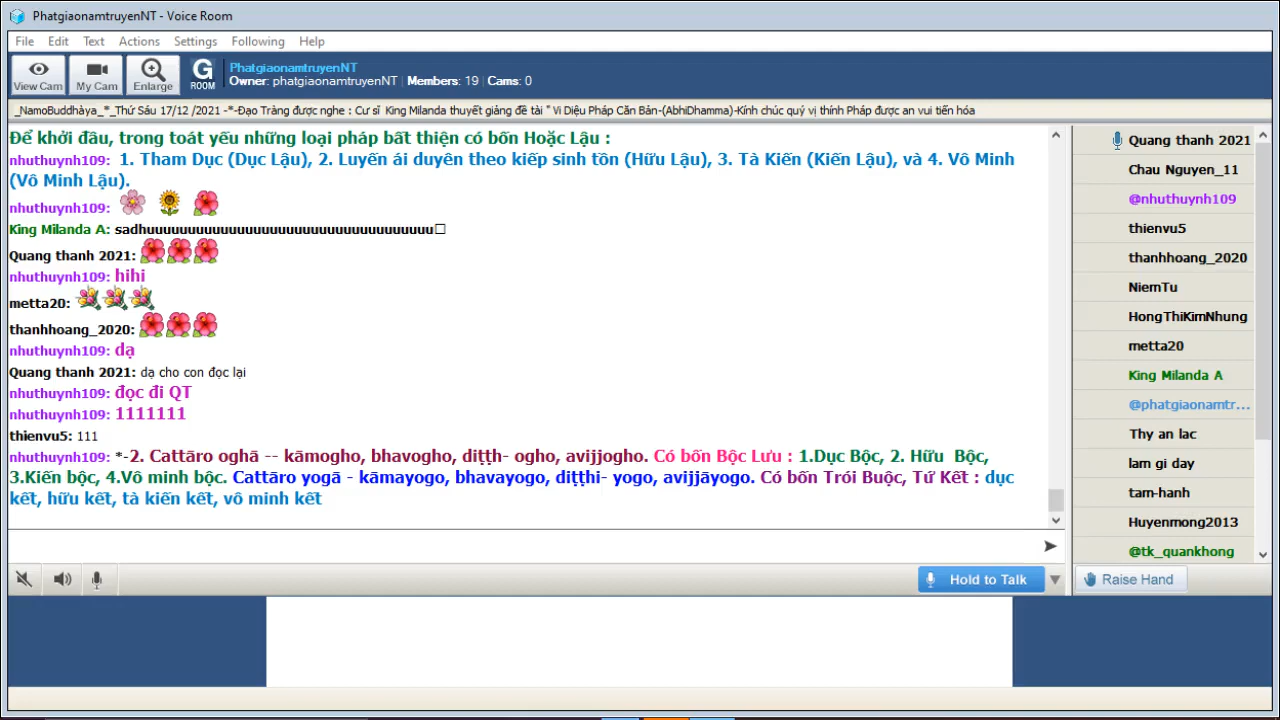 PhatgiaonamtruyenNT - Voice Room
File Edit Text Actions Settings Following Help
View Cam My Cam Enlarge G ROOM
PhatgiaonamtruyenNT
Owner: phatgiaonamtruyenNT Members: 19 Cams: 0
_NamoBuddhàya_*_Thứ Sáu 17/12 /2021 -*-Đạo Tràng được nghe : Cư sĩ King Milanda thuyết giảng đề tài " Vi Diệu Pháp Căn Bản-(AbhiDhamma)-Kính chúc quý vị thính Pháp được an vui tiến hóa
Để khởi đầu, trong toát yếu những loại pháp bất thiện có bốn Hoặc Lậu :
nhuthuynh109: 1. Tham Dục (Dục Lậu), 2. Luyến ái duyên theo kiếp sinh tồn (Hữu Lậu), 3. Tà Kiến (Kiến Lậu), và 4. Vô Minh
(Vô Minh Lậu).
nhuthuynh109:
King Milanda A: sadhuuuuuuuuuuuuuuuuuuuuuuuuuuuuuuuuuuu
Quang thanh 2021:
nhuthuynh109: hihi
metta20:
thanhhoang_2020:
nhuthuynh109: dạ
Quang thanh 2021: dạ cho con đọc lại
nhuthuynh109: đọc đi QT
nhuthuynh109: 1111111
thienvu5: 111
nhuthuynh109: *-2. Cattāro oghā -- kāmogho, bhavogho, diṭṭh- ogho, avijjogho. Có bốn Bộc Lưu : 1.Dục Bộc, 2. Hữu Bộc,
3.Kiến bộc, 4.Vô minh bộc. Cattāro yogā - kāmayogo, bhavayogo, diṭṭhi- yogo, avijjāyogo. Có bốn Trói Buộc, Tứ Kết : dục
kết, hữu kết, tà kiến kết, vô minh kết
Hold to Talk
Quang thanh 2021
Chau Nguyen_11
@nhuthuynh109
thienvu5
thanhhoang_2020
NiemTu
HongThiKimNhung
metta20
King Milanda A
@phatgiaonamtr...
Thy an lac
lam gi day
tam-hanh
Huyenmong2013
@tk_quankhong
Raise Hand